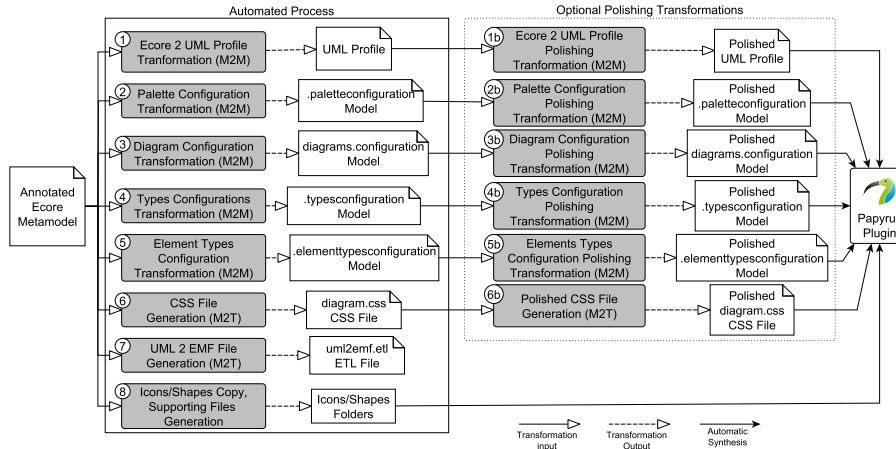 Automated Process
Optional Polishing Transformations
Annotated
Ecore
Metamodel
1
Ecore 2 UML Profile
Tranformation (M2M)
UML Profile
1b
Ecore 2 UML Profile
Polishing
Tranformation (M2M)
Polished
UML Profile
2
Palette Configuration
Tranformation (M2M)
.paletteconfiguration
Model
2b
Palette Configuration
Polishing
Tranformation (M2M)
Polished
.paletteconfiguration
Model
3
Diagram Configuration
Transformation (M2M)
diagrams.configuration
Model
3b
Diagram Configuration
Polishing
Tranformation (M2M)
Polished
diagrams.configuration
Model
4
Types Configurations
Transformation (M2M)
.typesconfiguration
Model
4b
Types Configuration
Polishing
Transformation (M2M)
Polished
.typesconfiguration
Model
5
Element Types
Configuration
Transformation (M2M)
.elementtypesconfiguration
Model
5b
Elements Types
Configuration Polishing
Transformation (M2M)
Polished
.elementtypesconfiguration
Model
6
CSS File
Generation (M2T)
diagram.css
CSS File
6b
Polished CSS File
Generation (M2T)
Polished
diagram.css
CSS File
7
UML 2 EMF File
Generation (M2T)
uml2emf.etl
ETL File
8
Icons/Shapes Copy,
Supporting Files
Generation
Icons/Shapes
Folders
Papyrus
Plugin
Transformation
input
Transformation
Output
Automatic
Synthesis